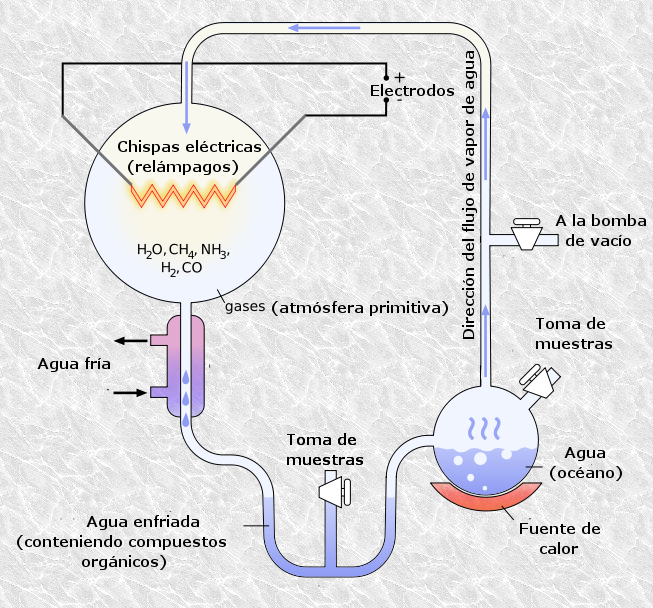 +
Electrodos
-
Chispas eléctricas
(relámpagos)
H2O, CH4, NH3,
H2, CO
gases (atmósfera primitiva)
Dirección del flujo de vapor de agua
A la bomba
de vacío
Toma de
muestras
Agua fría
Toma de
muestras
Agua
(océano)
Agua enfriada
(conteniendo compuestos
orgánicos)
Fuente de
calor